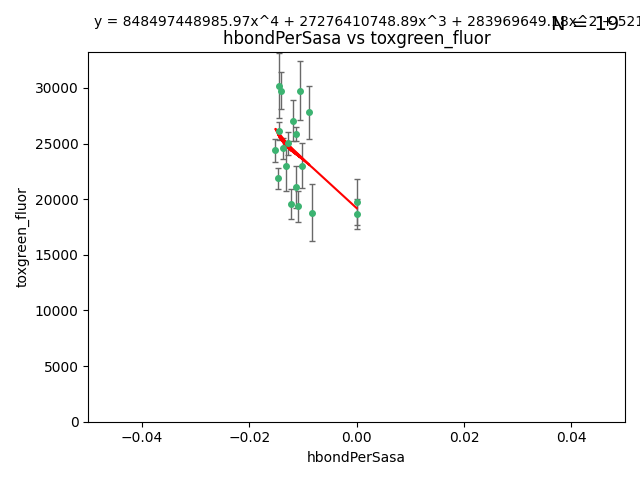 y = 848497448985.97x^4 + 27276410748.89x^3 + 283969649.18x^2 +
N = 19
hbondPerSasa vs toxgreen_fluor
30000
25000
20000
15000
10000
5000
0
toxgreen_fluor
−0.04 −0.02 0.00 0.02 0.04
hbondPerSasa